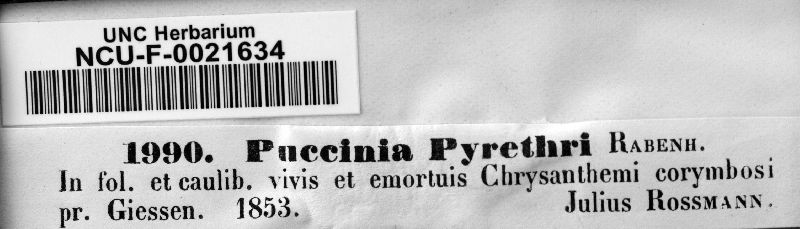 UNC Herbarium
NCU-F-0021634
1990. Puccinia Pyrethri RABENH.
In fol. et caulib. vivis et emortuis Chrysanthemi corymbosi
pr. Giessen. 1853. Julius ROSSMANN.